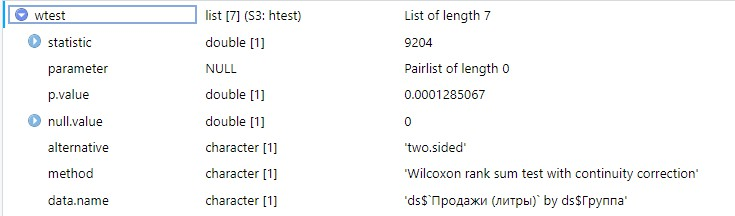 wtest list [7] (S3: htest) List of length 7
statistic double [1] 9204
parameter NULL Pairlist of length 0
p.value double [1] 0.0001285067
null.value double [1] 0
alternative character [1] 'two.sided'
method character [1] 'Wilcoxon rank sum test with continuity correction'
data.name character [1] 'ds$`Продажи (литры)` by ds$Группа'